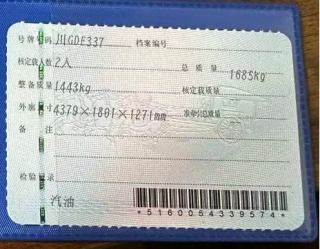 号牌号码 川GDE337 档案编号
核定载人数 2人 总质量 1685kg
整备质量 1443kg 核定载质量 --
外廓尺寸 4379×1801×1271mm 准牵引总质量 --
备注
检验记录
汽油
*5160054339574*